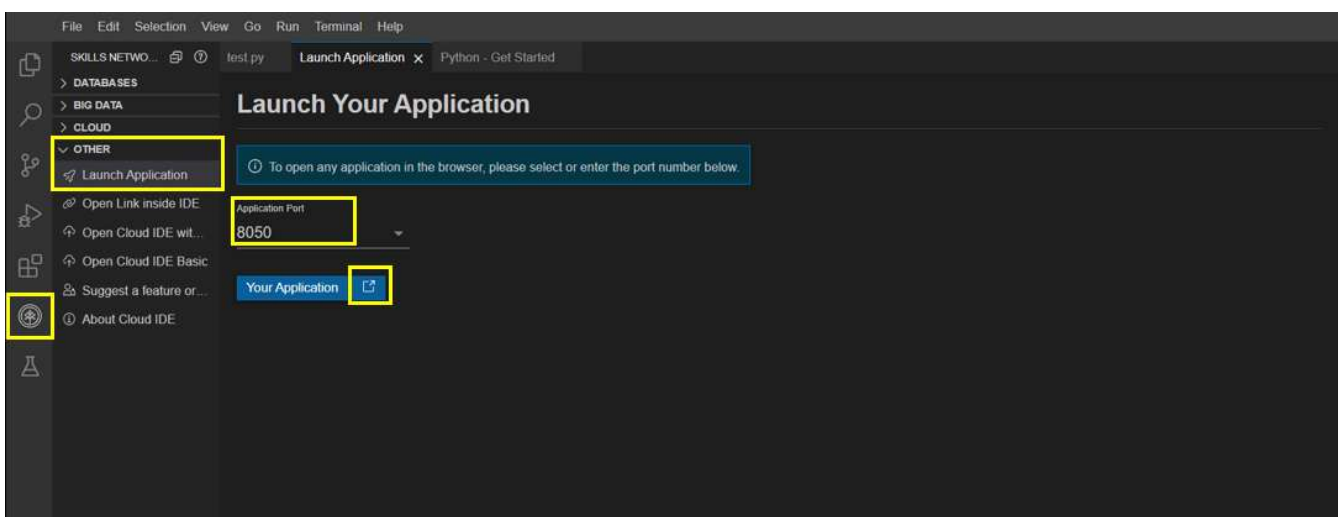 File Edit Selection View Go Run Terminal Help
SKILLS NETWO...
test.py Launch Application Python - Get Started
DATABASES
BIG DATA
CLOUD
OTHER
Launch Application
Open Link inside IDE
Open Cloud IDE wit...
Open Cloud IDE Basic
Suggest a feature or...
About Cloud IDE
Launch Your Application
To open any application in the browser, please select or enter the port number below.
Application Port
8050
Your Application